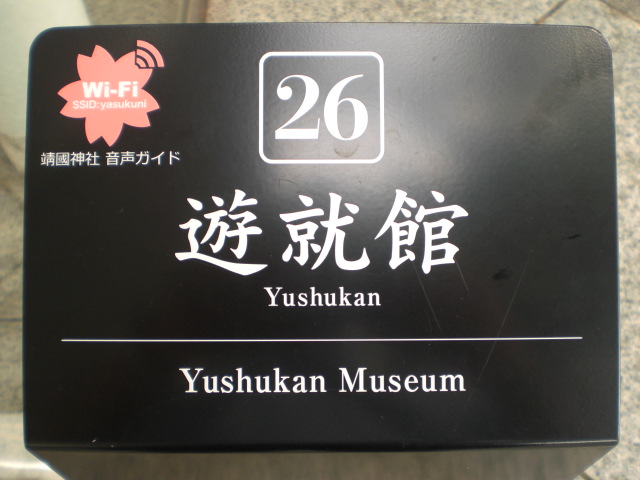 Wi-Fi
SSID:yasukuni
靖國神社 音声ガイド
26
遊就館
Yushukan
Yushukan Museum